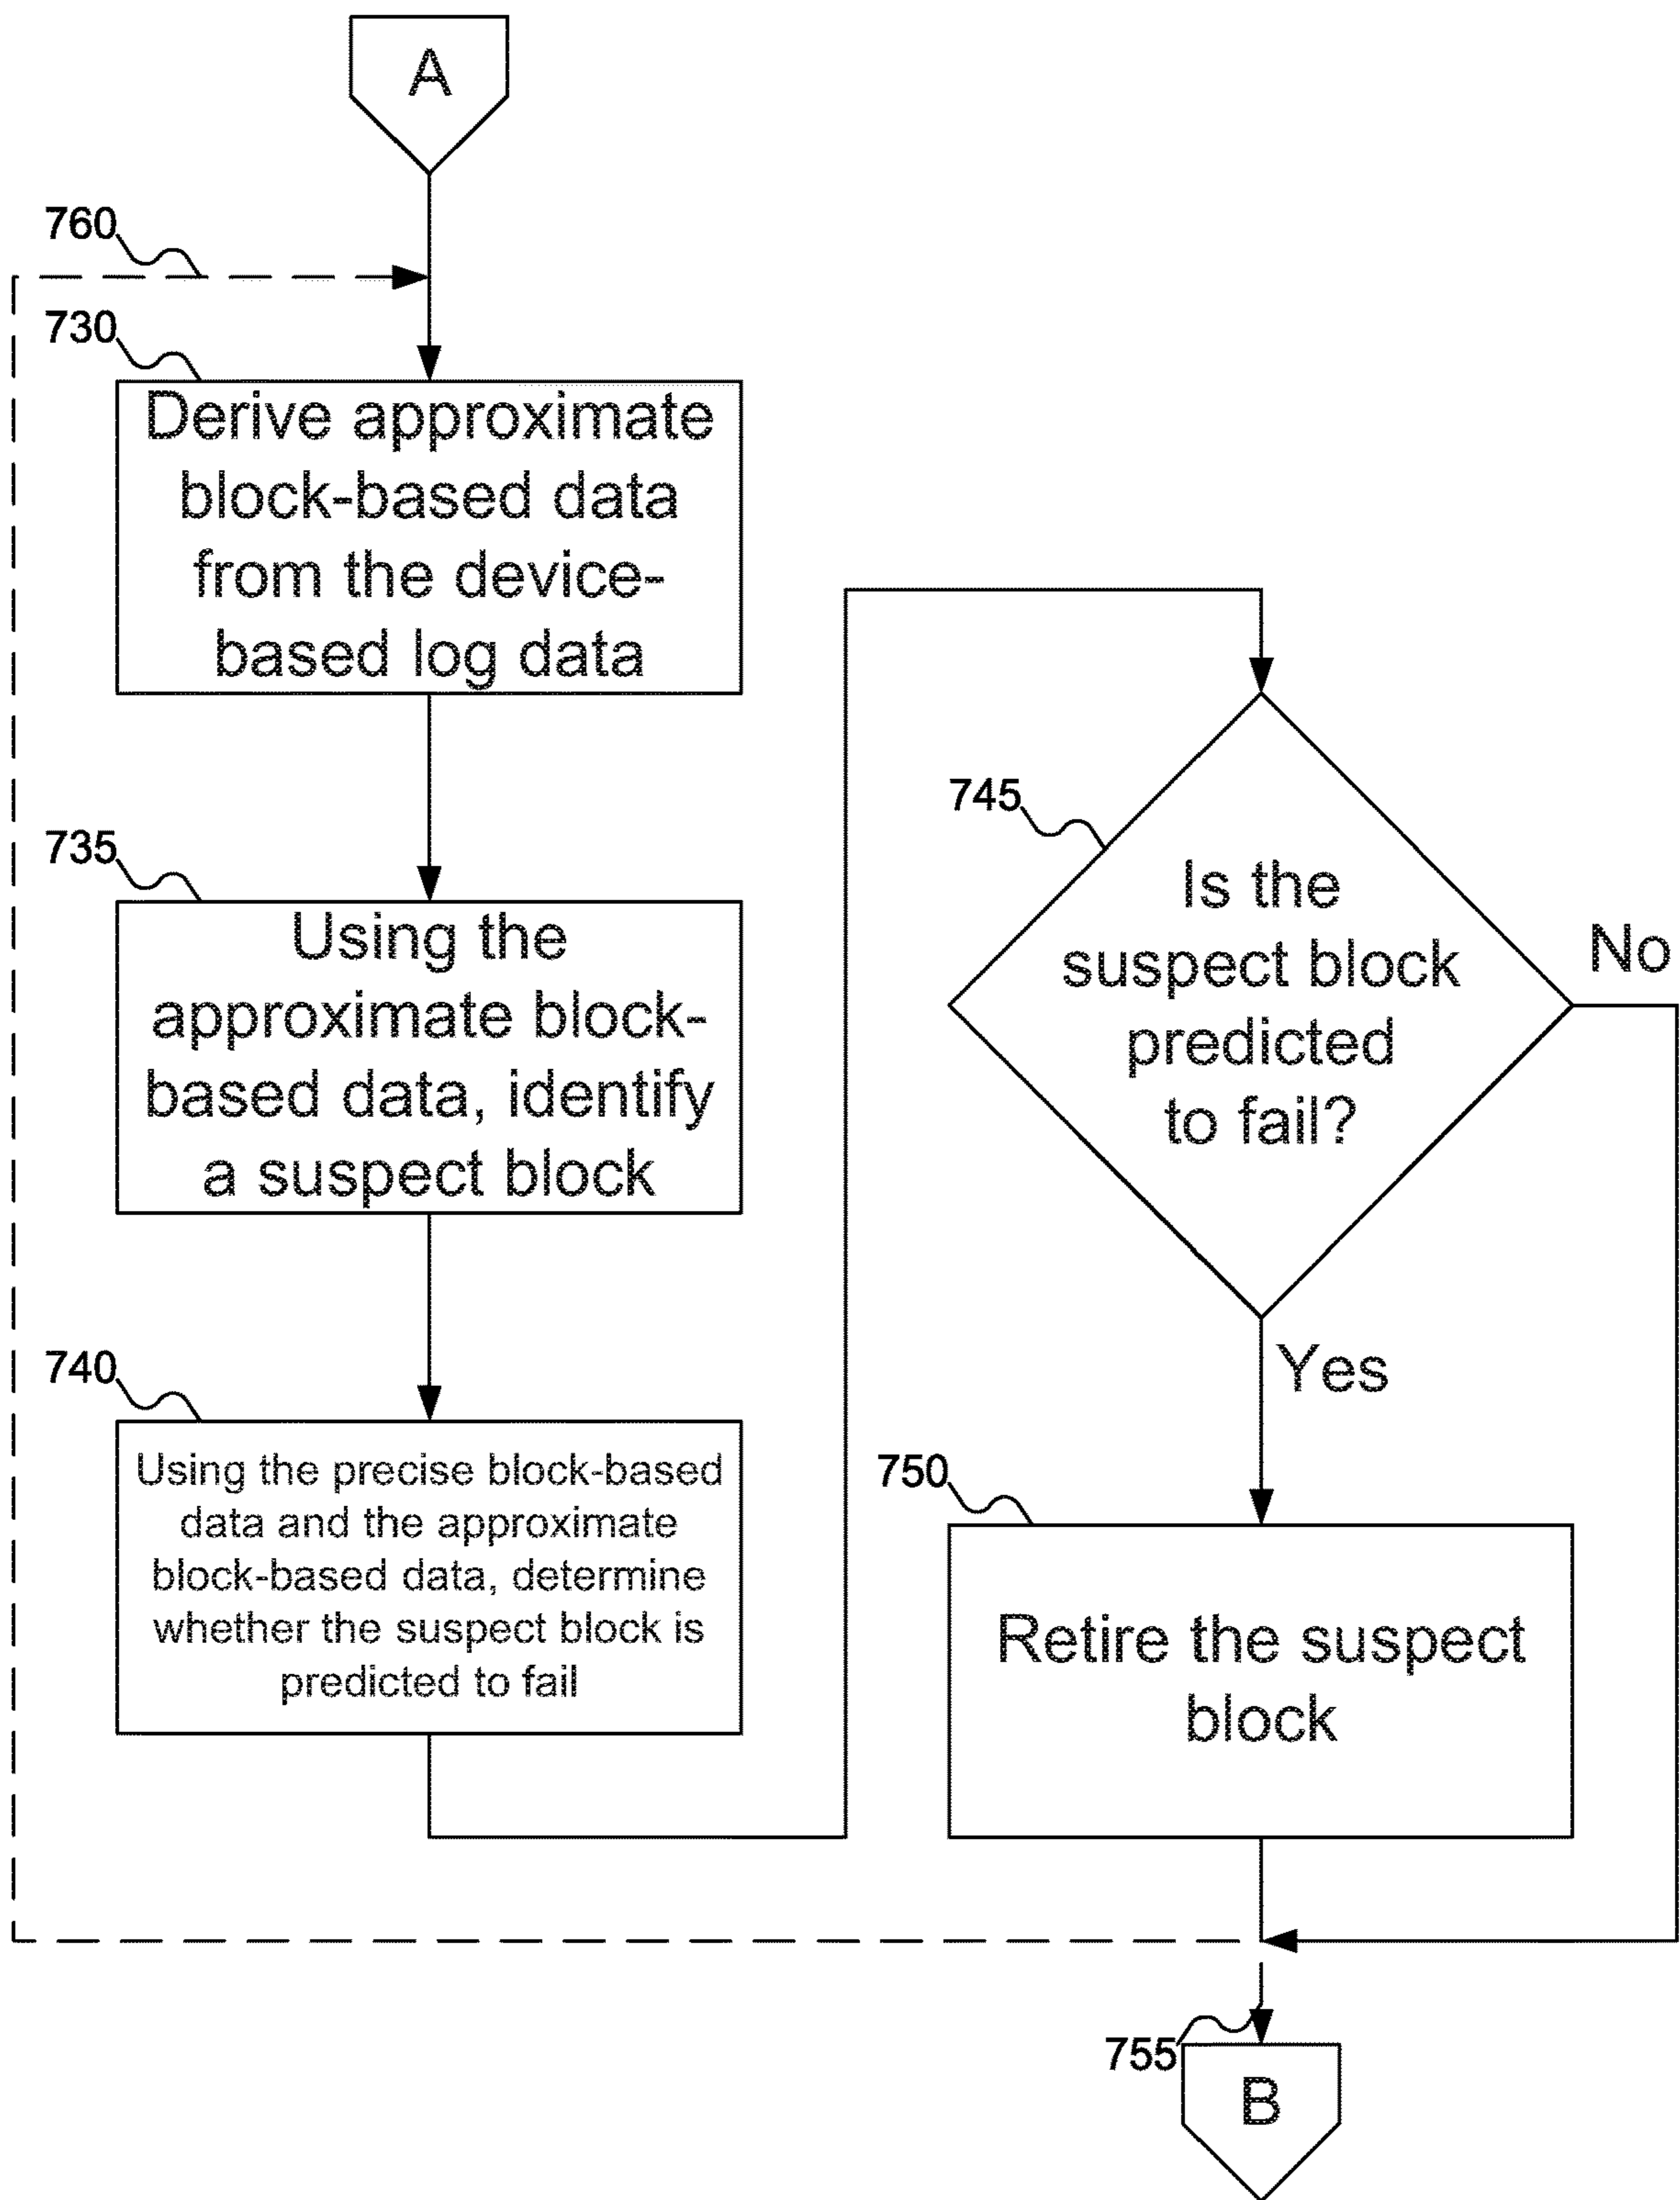 A
760
730
Derive approximate
block-based data
from the device-
based log data
735
Using the
approximate block-
based data, identify
a suspect block
740
Using the precise block-based
data and the approximate
block-based data, determine
whether the suspect block is
predicted to fail
745
Is the
suspect block
predicted
to fail?
No
Yes
750
Retire the suspect
block
755
B